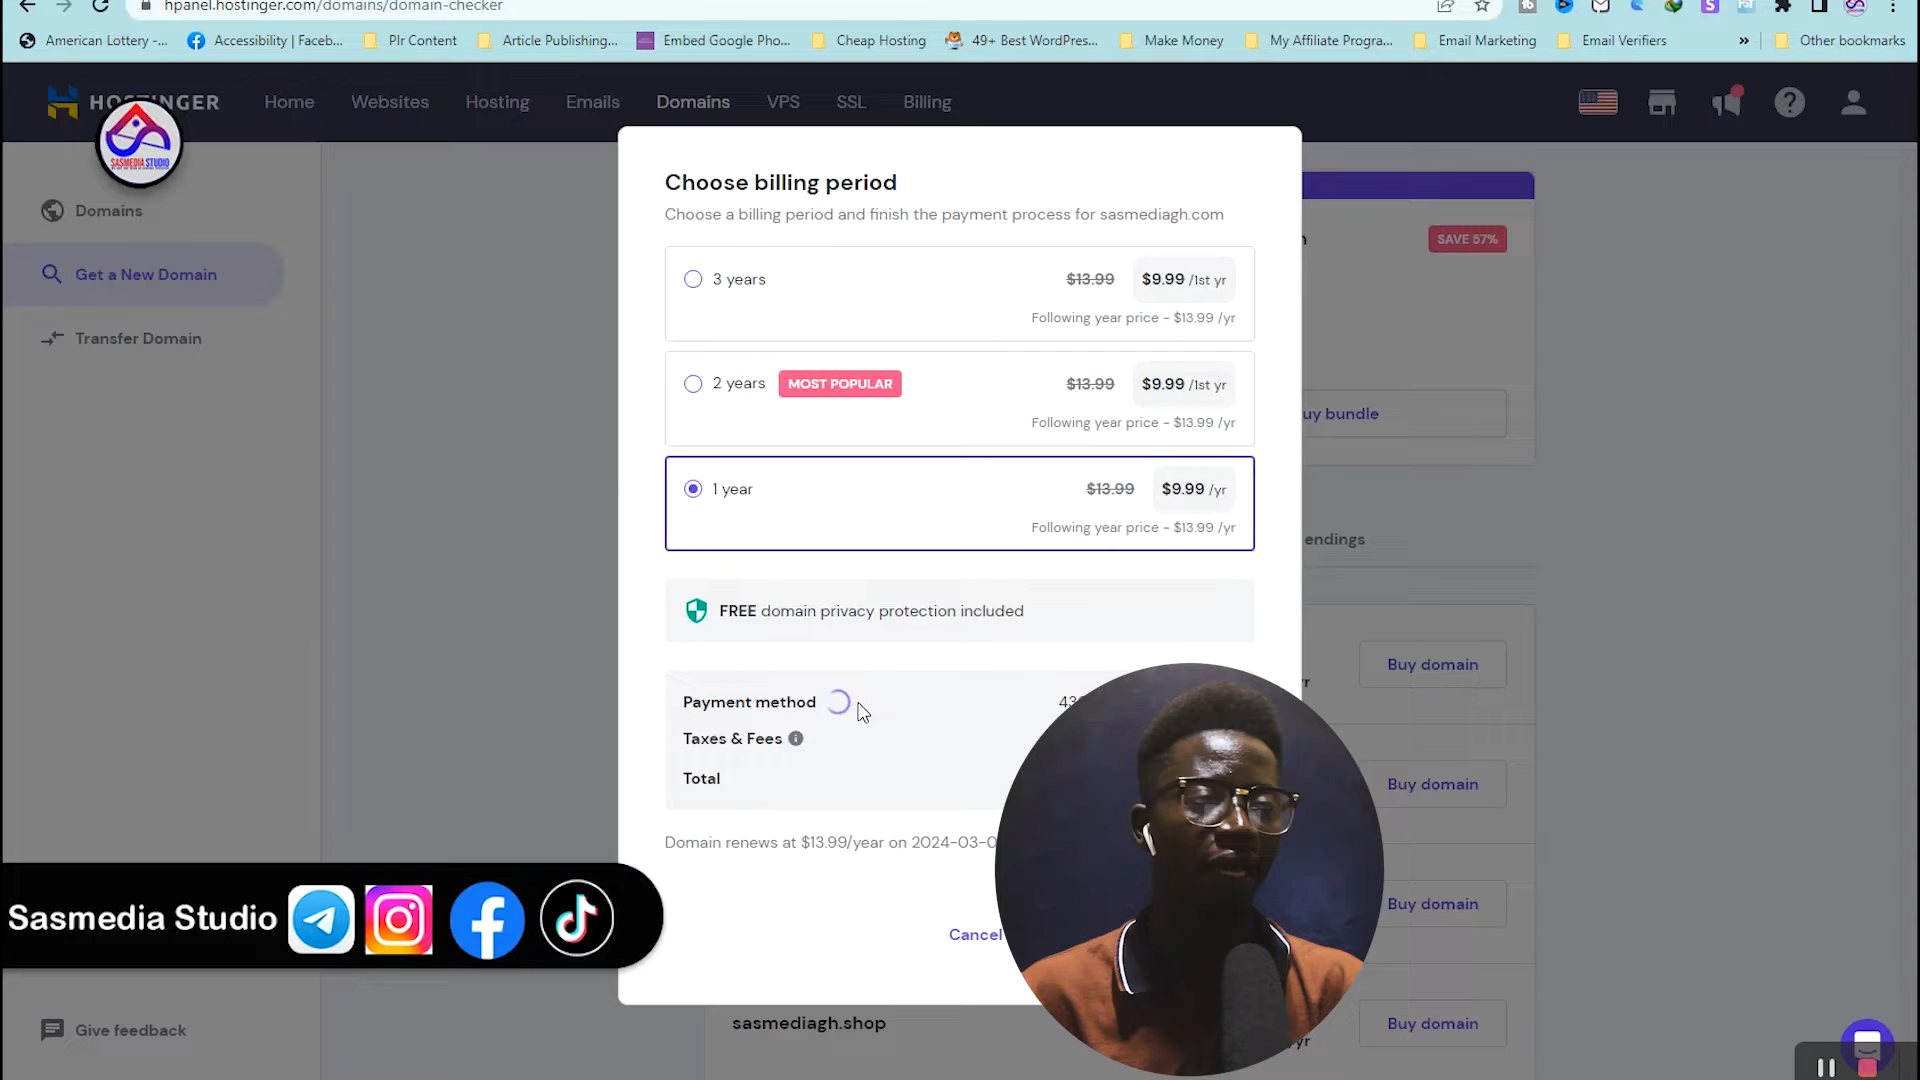 hpanel.hostinger.com/domains/domain-checker
American Lottery -...
Accessibility | Faceb...
Plr Content
Article Publishing...
Embed Google Pho...
Cheap Hosting
49+ Best WordPres...
Make Money
My Affiliate Progra...
Email Marketing
Email Verifiers
»
Other bookmarks
HOSTINGER
Home
Websites
Hosting
Emails
Domains
VPS
SSL
Billing
SASMEDIA STUDIO
Domains
Get a New Domain
Transfer Domain
Choose billing period
Choose a billing period and finish the payment process for sasmediagh.com
SAVE 57%
3 years
$13.99
$9.99 /1st yr
Following year price - $13.99 /yr
2 years
MOST POPULAR
$13.99
$9.99 /1st yr
Following year price - $13.99 /yr
uy bundle
1 year
$13.99
$9.99 /yr
Following year price - $13.99 /yr
endings
FREE domain privacy protection included
Buy domain
Payment method
Taxes & Fees
Total
Buy domain
Domain renews at $13.99/year on 2024-03-0
Buy domain
Sasmedia Studio
Cancel
sasmediagh.shop
Buy domain
Give feedback